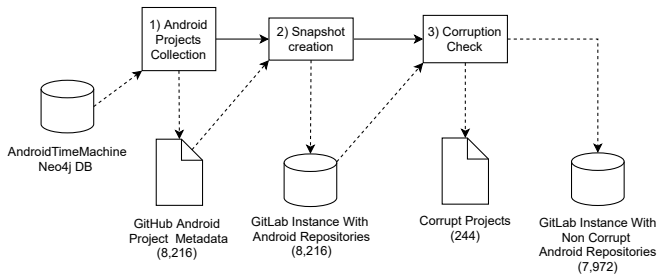 1) Android
Projects
Collection
2) Snapshot
creation
3) Corruption
Check
AndroidTimeMachine
Neo4j DB
GitHub Android
Project Metadata
(8,216)
GitLab Instance With
Android Repositories
(8,216)
Corrupt Projects
(244)
GitLab Instance With
Non Corrupt
Android Repositories
(7,972)